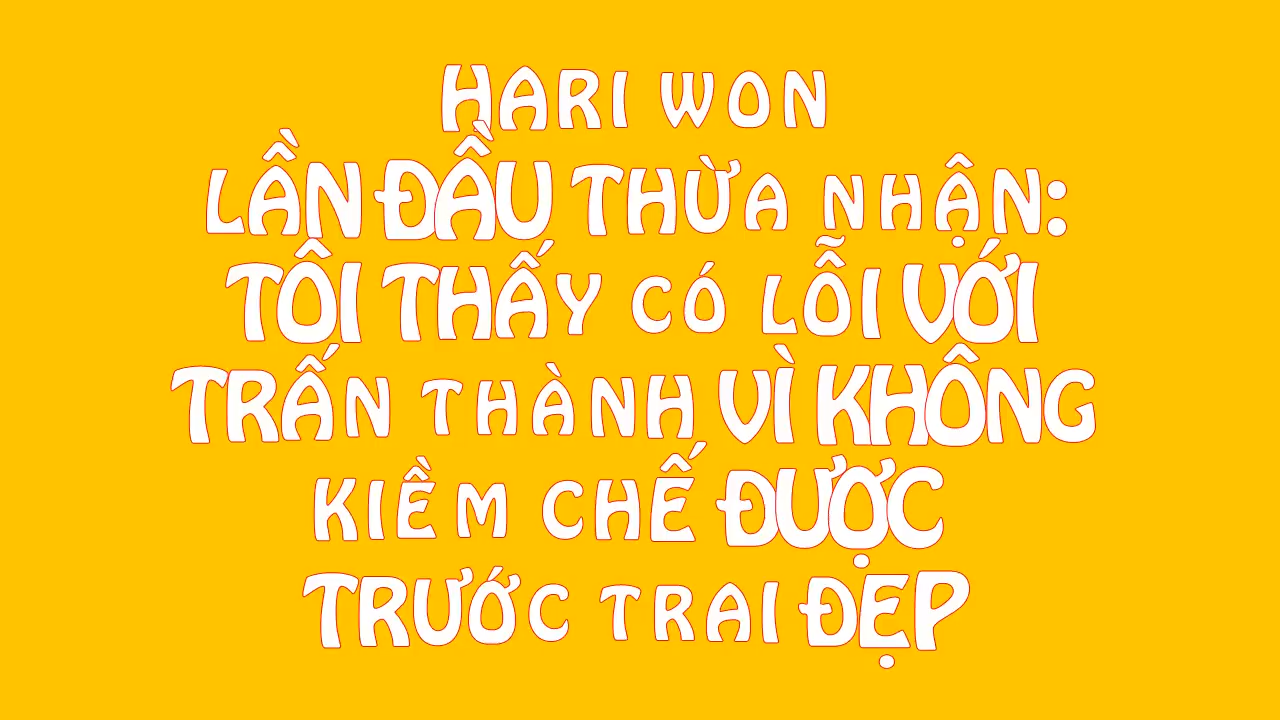 HARI WON
LẦN ĐẦU THỪA NHẬN:
TÔI THẤY CÓ LỖI VỚI
TRẤN THÀNH VÌ KHÔNG
KIỀM CHẾ ĐƯỢC
TRƯỚC TRAI ĐẸP